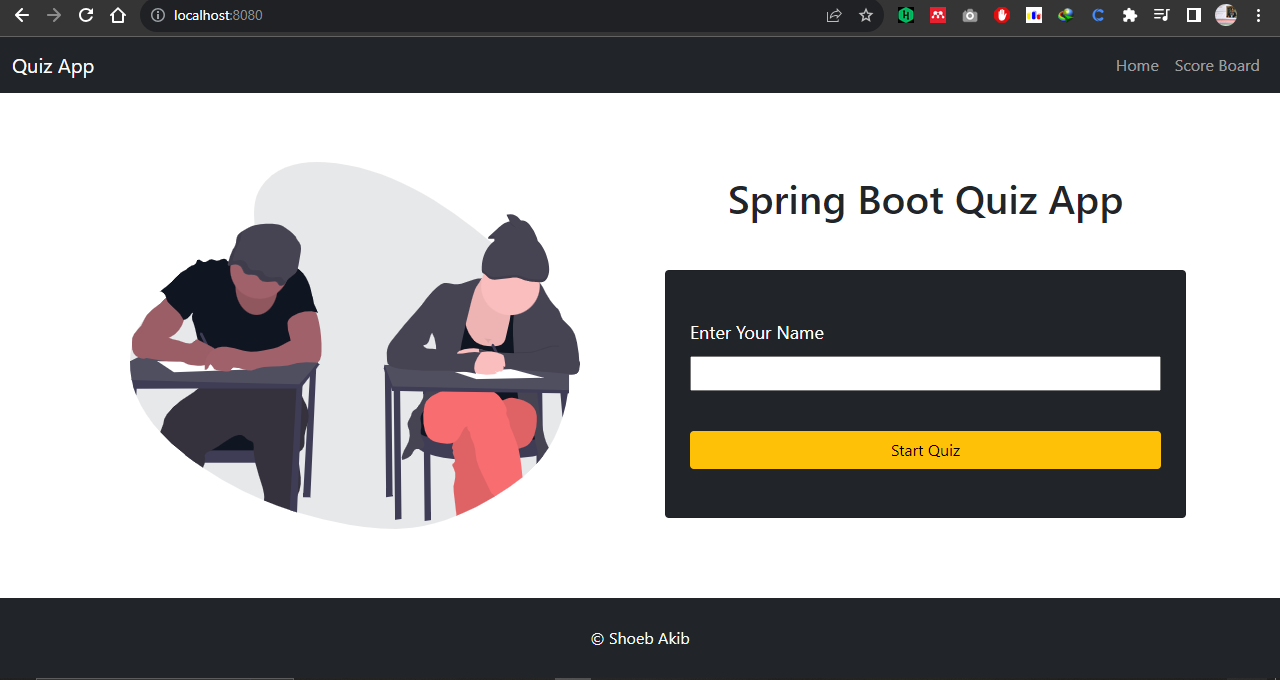 localhost:8080
Quiz App
Home
Score Board
Spring Boot Quiz App
Enter Your Name
Start Quiz
© Shoeb Akib